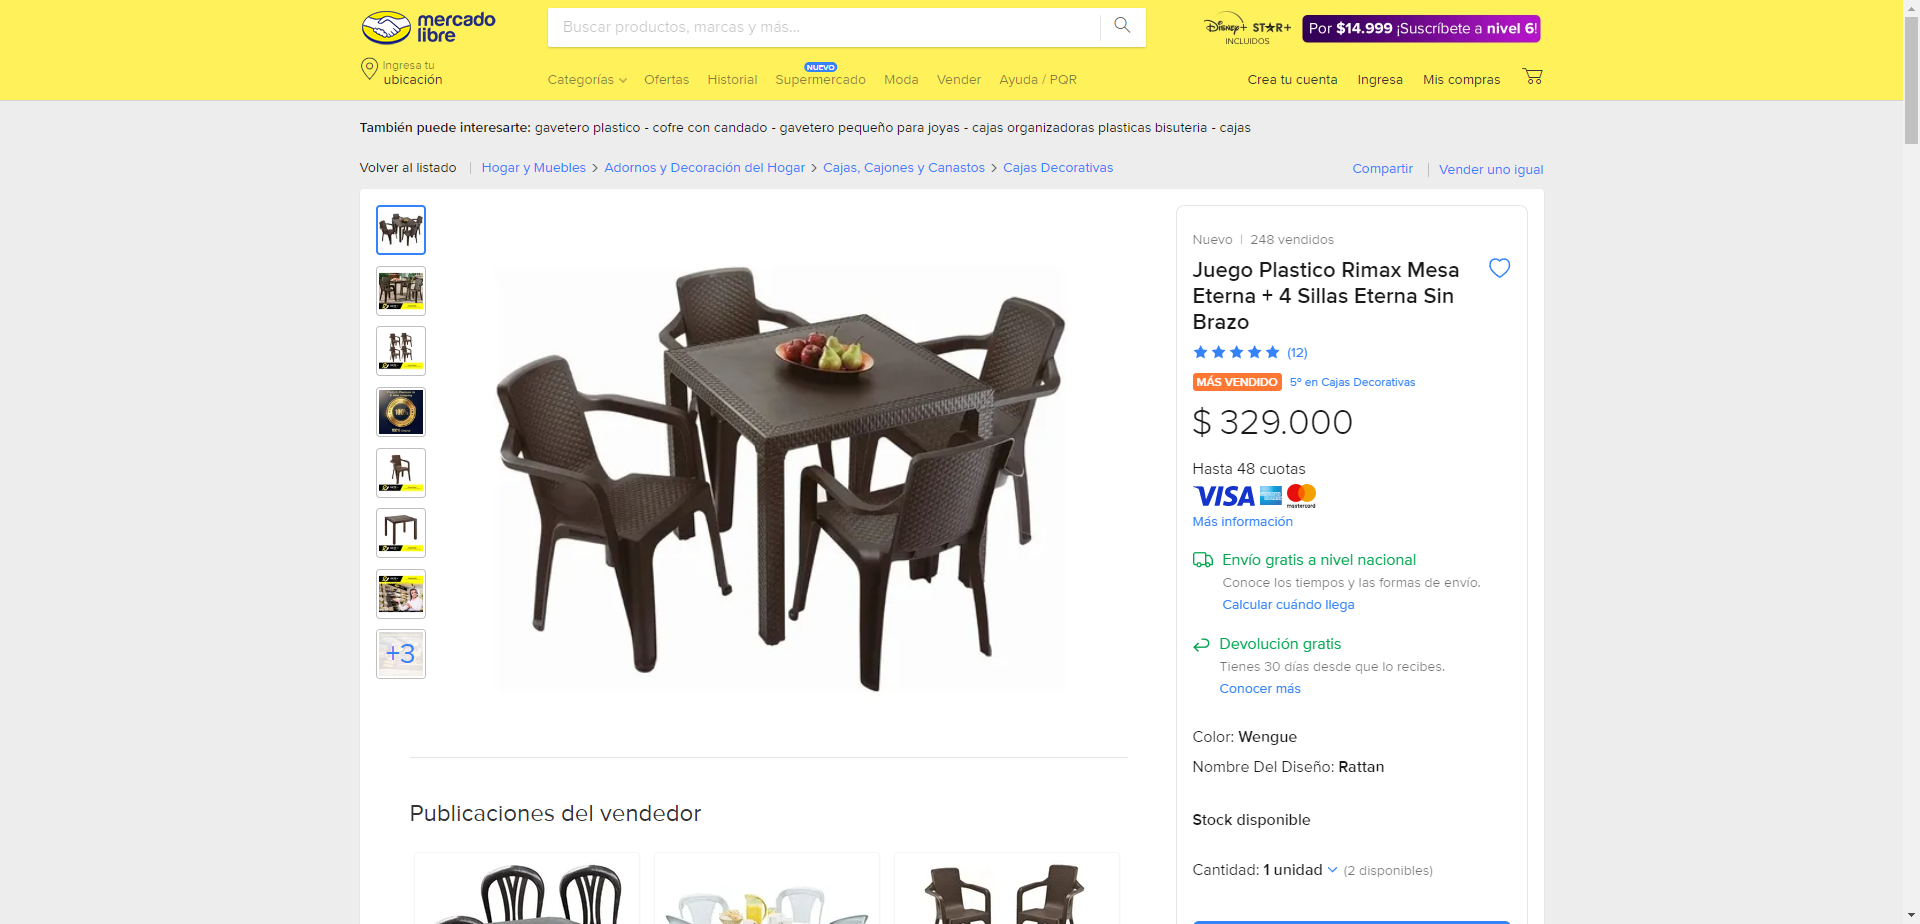 mercado
libre
Buscar productos, marcas y más...
Disney+ STAR+
INCLUIDOS
Por $14.999 ¡Suscríbete a nivel 6!
Ingresa tu
ubicación
Categorías
Ofertas
Historial
NUEVO
Supermercado
Moda
Vender
Ayuda / PQR
Crea tu cuenta
Ingresa
Mis compras
También puede interesarte: gavetero plastico - cofre con candado - gavetero pequeño para joyas - cajas organizadoras plasticas bisuteria - cajas
Volver al listado | Hogar y Muebles > Adornos y Decoración del Hogar > Cajas, Cajones y Canastos > Cajas Decorativas
Compartir | Vender uno igual
+3
Nuevo | 248 vendidos
Juego Plastico Rimax Mesa
Eterna + 4 Sillas Eterna Sin
Brazo
(12)
MÁS VENDIDO 5º en Cajas Decorativas
$ 329.000
Hasta 48 cuotas
VISA
mastercard
Más información
Envío gratis a nivel nacional
Conoce los tiempos y las formas de envío.
Calcular cuándo llega
Devolución gratis
Tienes 30 días desde que lo recibes.
Conocer más
Color: Wengue
Nombre Del Diseño: Rattan
Stock disponible
Cantidad: 1 unidad (2 disponibles)
Publicaciones del vendedor